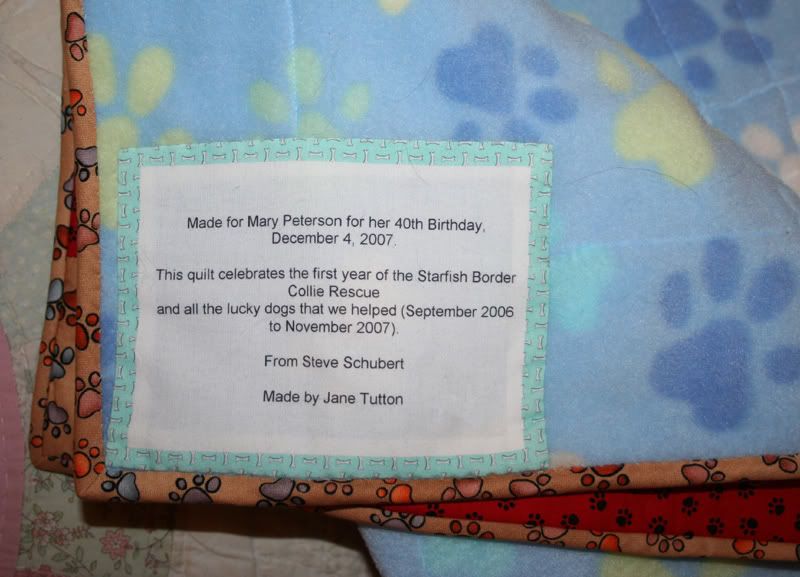 Made for Mary Peterson for her 40th Birthday,
December 4, 2007.
This quilt celebrates the first year of the Starfish Border
Collie Rescue
and all the lucky dogs that we helped (September 2006
to November 2007).
From Steve Schubert
Made by Jane Tutton